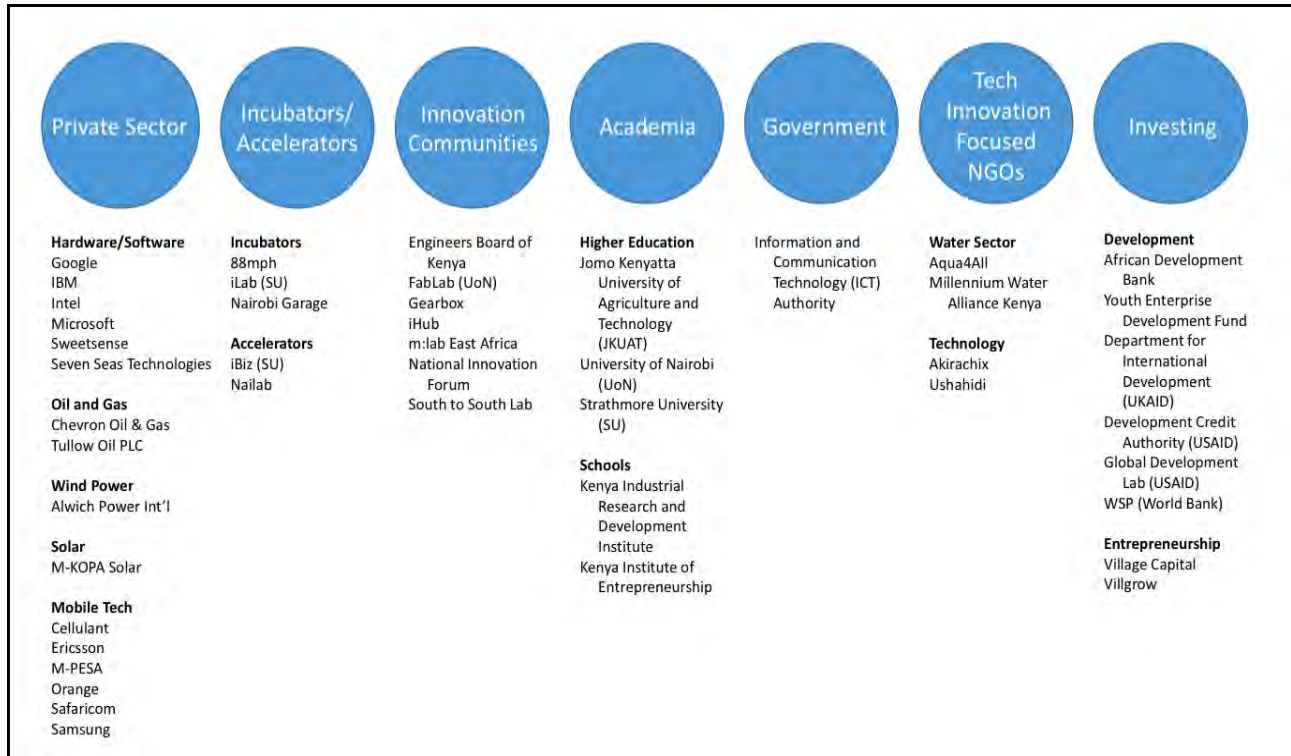 Private Sector
Incubators/
Accelerators
Innovation
Communities
Academia
Government
Tech
Innovation
Focused
NGOs
Investing
Hardware/Software
Google
IBM
Intel
Microsoft
Sweetsense
Seven Seas Technologies
Oil and Gas
Chevron Oil & Gas
Tullow Oil PLC
Wind Power
Alwich Power Int'l
Solar
M-KOPA Solar
Mobile Tech
Cellulant
Ericsson
M-PESA
Orange
Safaricom
Samsung
Incubators
88mph
iLab (SU)
Nairobi Garage
Accelerators
iBiz (SU)
Nailab
Engineers Board of
Kenya
FabLab (UoN)
Gearbox
iHub
m:lab East Africa
National Innovation
Forum
South to South Lab
Higher Education
Jomo Kenyatta
University of
Agriculture and
Technology
(JKUAT)
University of Nairobi
(UoN)
Strathmore University
(SU)
Schools
Kenya Industrial
Research and
Development
Institute
Kenya Institute of
Entrepreneurship
Information and
Communication
Technology (ICT)
Authority
Water Sector
Aqua4All
Millennium Water
Alliance Kenya
Technology
Akirachix
Ushahidi
Development
African Development
Bank
Youth Enterprise
Development Fund
Department for
International
Development
(UKAID)
Development Credit
Authority (USAID)
Global Development
Lab (USAID)
WSP (World Bank)
Entrepreneurship
Village Capital
Villgrow